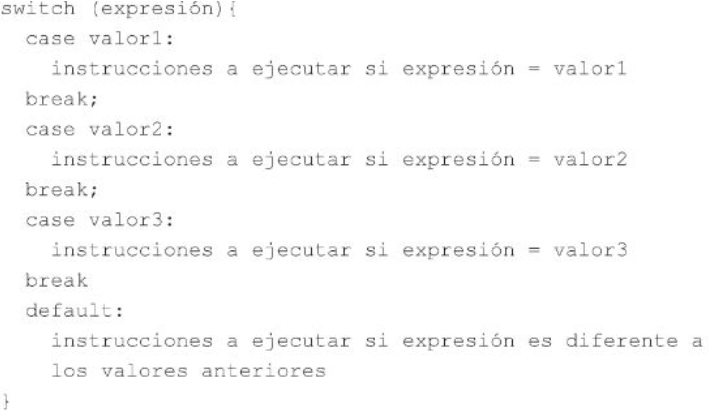 switch (expresión){
case valor1:
instrucciones a ejecutar si expresión = valor1
break;
case valor2:
instrucciones a ejecutar si expresión = valor2
break;
case valor3:
instrucciones a ejecutar si expresión = valor3
break
default:
instrucciones a ejecutar si expresión es diferente a
los valores anteriores
}